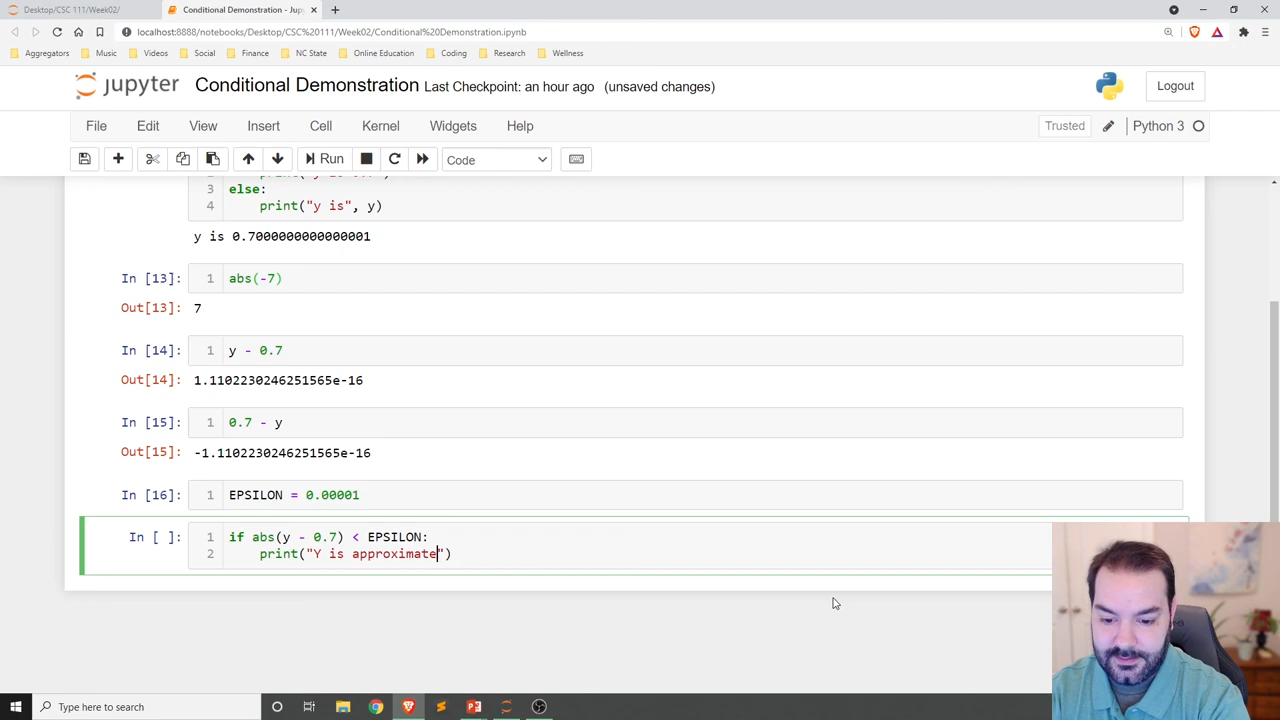 Desktop/CSC 111/Week02/
Conditional Demonstration - Jup
localhost:8888/notebooks/Desktop/CSC%20111/Week02/Conditional%20Demonstration.ipynb
Aggregators Music Videos Social Finance NC State Online Education Coding Research Wellness
jupyter Conditional Demonstration Last Checkpoint: an hour ago (unsaved changes) Logout
File Edit View Insert Cell Kernel Widgets Help Trusted Python 3
Run Code
3 else:
4 print("y is", y)
y is 0.7000000000000001
In [13]: 1 abs(-7)
Out[13]: 7
In [14]: 1 y - 0.7
Out[14]: 1.1102230246251565e-16
In [15]: 1 0.7 - y
Out[15]: -1.1102230246251565e-16
In [16]: 1 EPSILON = 0.00001
In [ ]: 1 if abs(y - 0.7) < EPSILON:
2 print("Y is approximate")
Type here to search